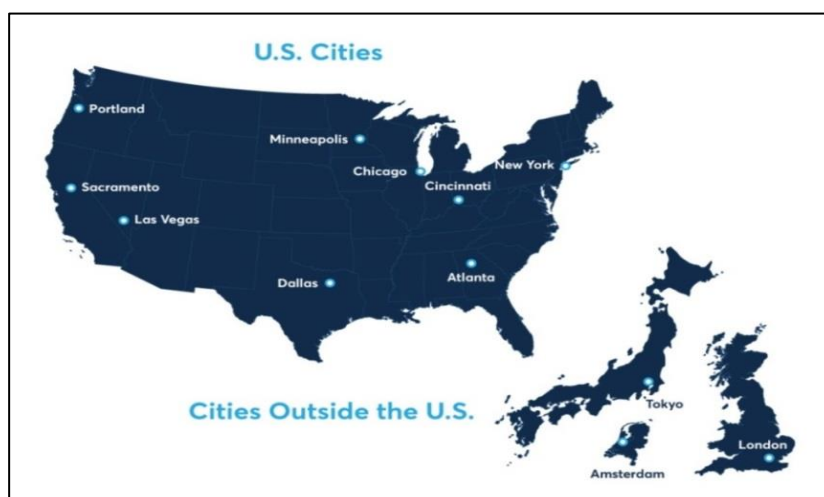 U.S. Cities
Portland
Minneapolis
Chicago
New York
Cincinnati
Sacramento
Las Vegas
Atlanta
Dallas
Cities Outside the U.S.
Tokyo
London
Amsterdam